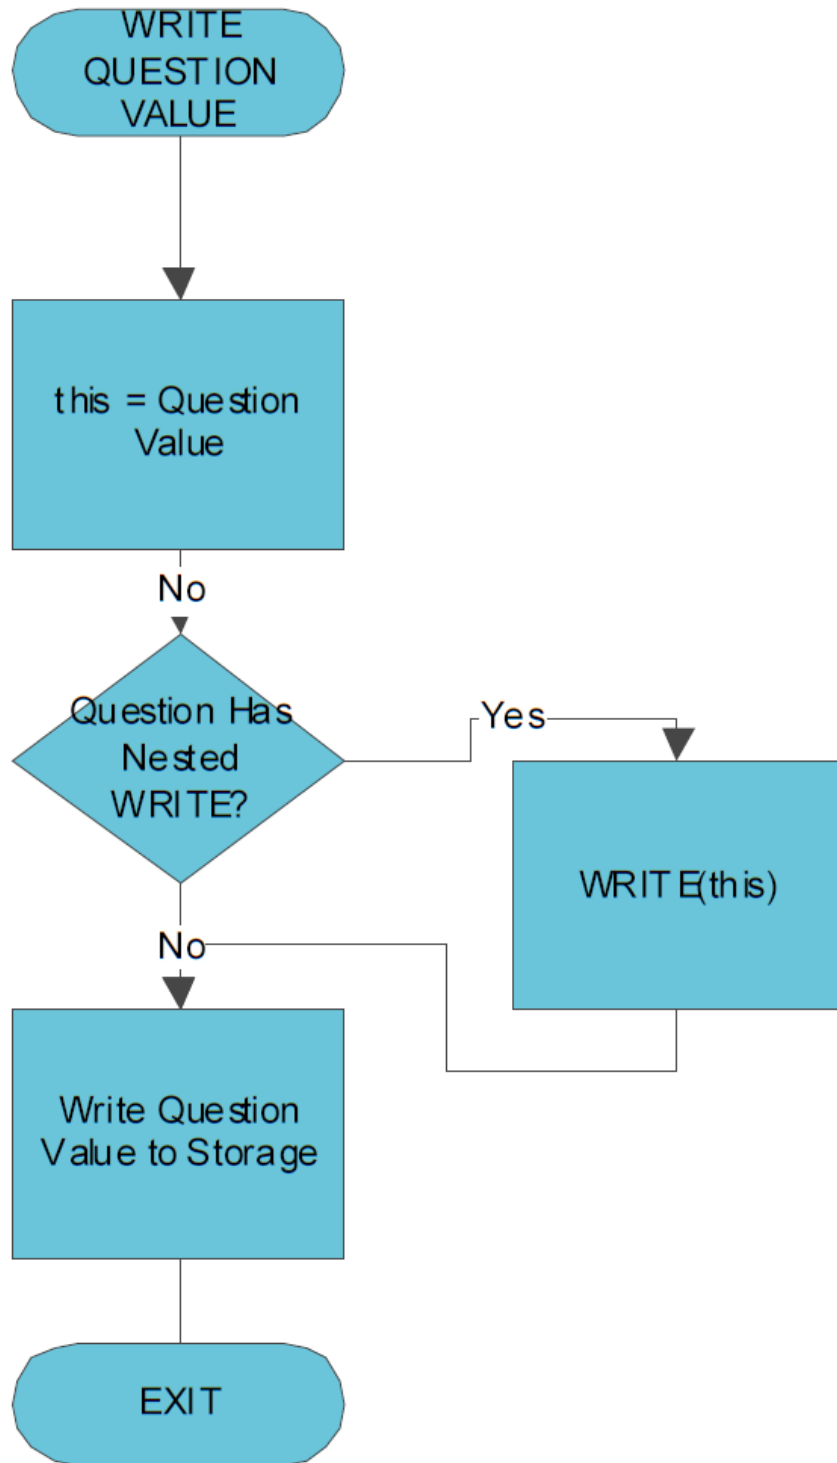 WRITE
QUESTION
VALUE
this = Question
Value
No
Question Has
Nested
WRITE?
Yes
WRITE(this)
No
Write Question
Value to Storage
EXIT